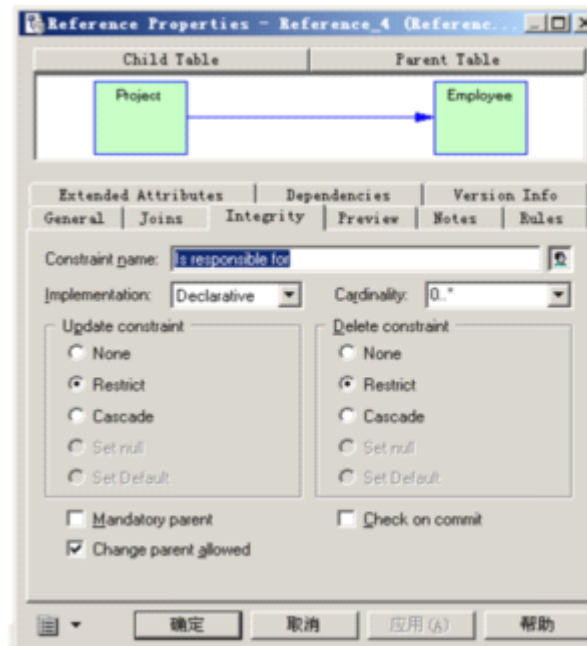 Reference Properties - Reference_4 (Referenc...
Child Table Parent Table
Project Employee
Extended Attributes Dependencies Version Info
General Joins Integrity Preview Notes Rules
Constraint name: Is responsible for
Implementation: Declarative Cardinality: 0..*
Update constraint Delete constraint
None None
Restrict Restrict
Cascade Cascade
Set null Set null
Set Default Set Default
Mandatory parent Check on commit
Change parent allowed
确定 取消 应用(A) 帮助